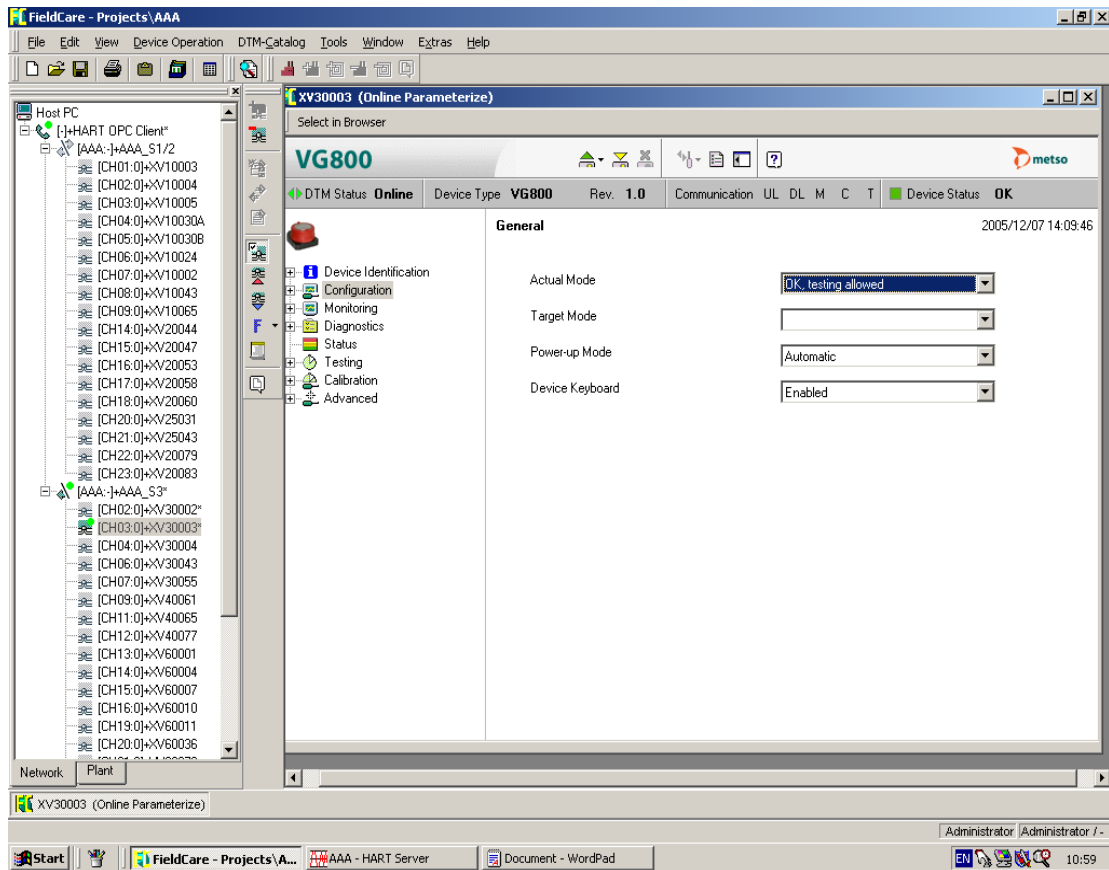 FieldCare - Projects\AAA
File Edit View Device Operation DTM-Catalog Tools Window Extras Help
Host PC
[-]+HART OPC Client*
[AAA:-]+AAA_S1/2
[CH01:0]+XV10003
[CH02:0]+XV10004
[CH03:0]+XV10005
[CH04:0]+XV10030A
[CH05:0]+XV10030B
[CH06:0]+XV10024
[CH07:0]+XV10002
[CH08:0]+XV10043
[CH09:0]+XV10065
[CH14:0]+XV20044
[CH15:0]+XV20047
[CH16:0]+XV20053
[CH17:0]+XV20058
[CH18:0]+XV20060
[CH20:0]+XV25031
[CH21:0]+XV25043
[CH22:0]+XV20079
[CH23:0]+XV20083
[AAA:-]+AAA_S3*
[CH02:0]+XV30002*
[CH03:0]+XV30003*
[CH04:0]+XV30004
[CH06:0]+XV30043
[CH07:0]+XV30055
[CH09:0]+XV40061
[CH11:0]+XV40065
[CH12:0]+XV40077
[CH13:0]+XV60001
[CH14:0]+XV60004
[CH15:0]+XV60007
[CH16:0]+XV60010
[CH19:0]+XV60011
[CH20:0]+XV60036
Network Plant
F
XV30003 (Online Parameterize)
Select in Browser
VG800
metso
DTM Status Online Device Type VG800 Rev. 1.0 Communication UL DL M C T Device Status OK
Device Identification
Configuration
Monitoring
Diagnostics
Status
Testing
Calibration
Advanced
General 2005/12/07 14:09:46
Actual Mode OK, testing allowed
Target Mode
Power-up Mode Automatic
Device Keyboard Enabled
XV30003 (Online Parameterize)
Administrator Administrator / -
Start FieldCare - Projects\A... AAA - HART Server Document - WordPad EN 10:59